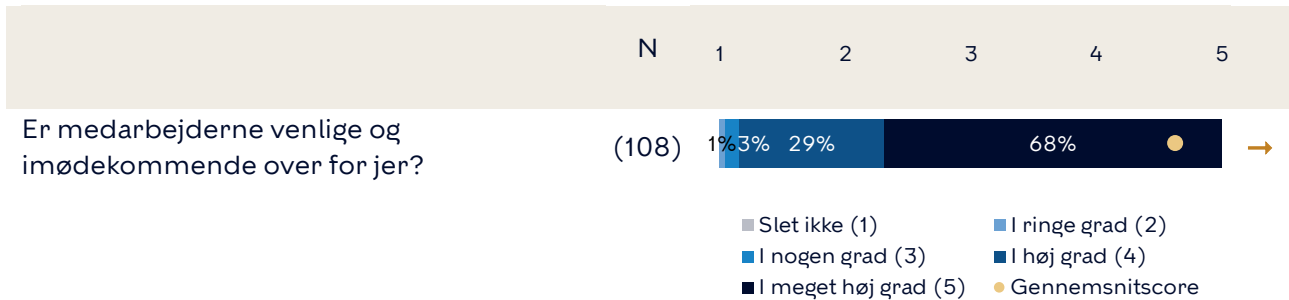 N 1 2 3 4 5
Er medarbejderne venlige og
imødekommende over for jer?
(108) 1% 3% 29% 68% →
Slet ikke (1) I ringe grad (2)
I nogen grad (3) I høj grad (4)
I meget høj grad (5) Gennemsnitscore